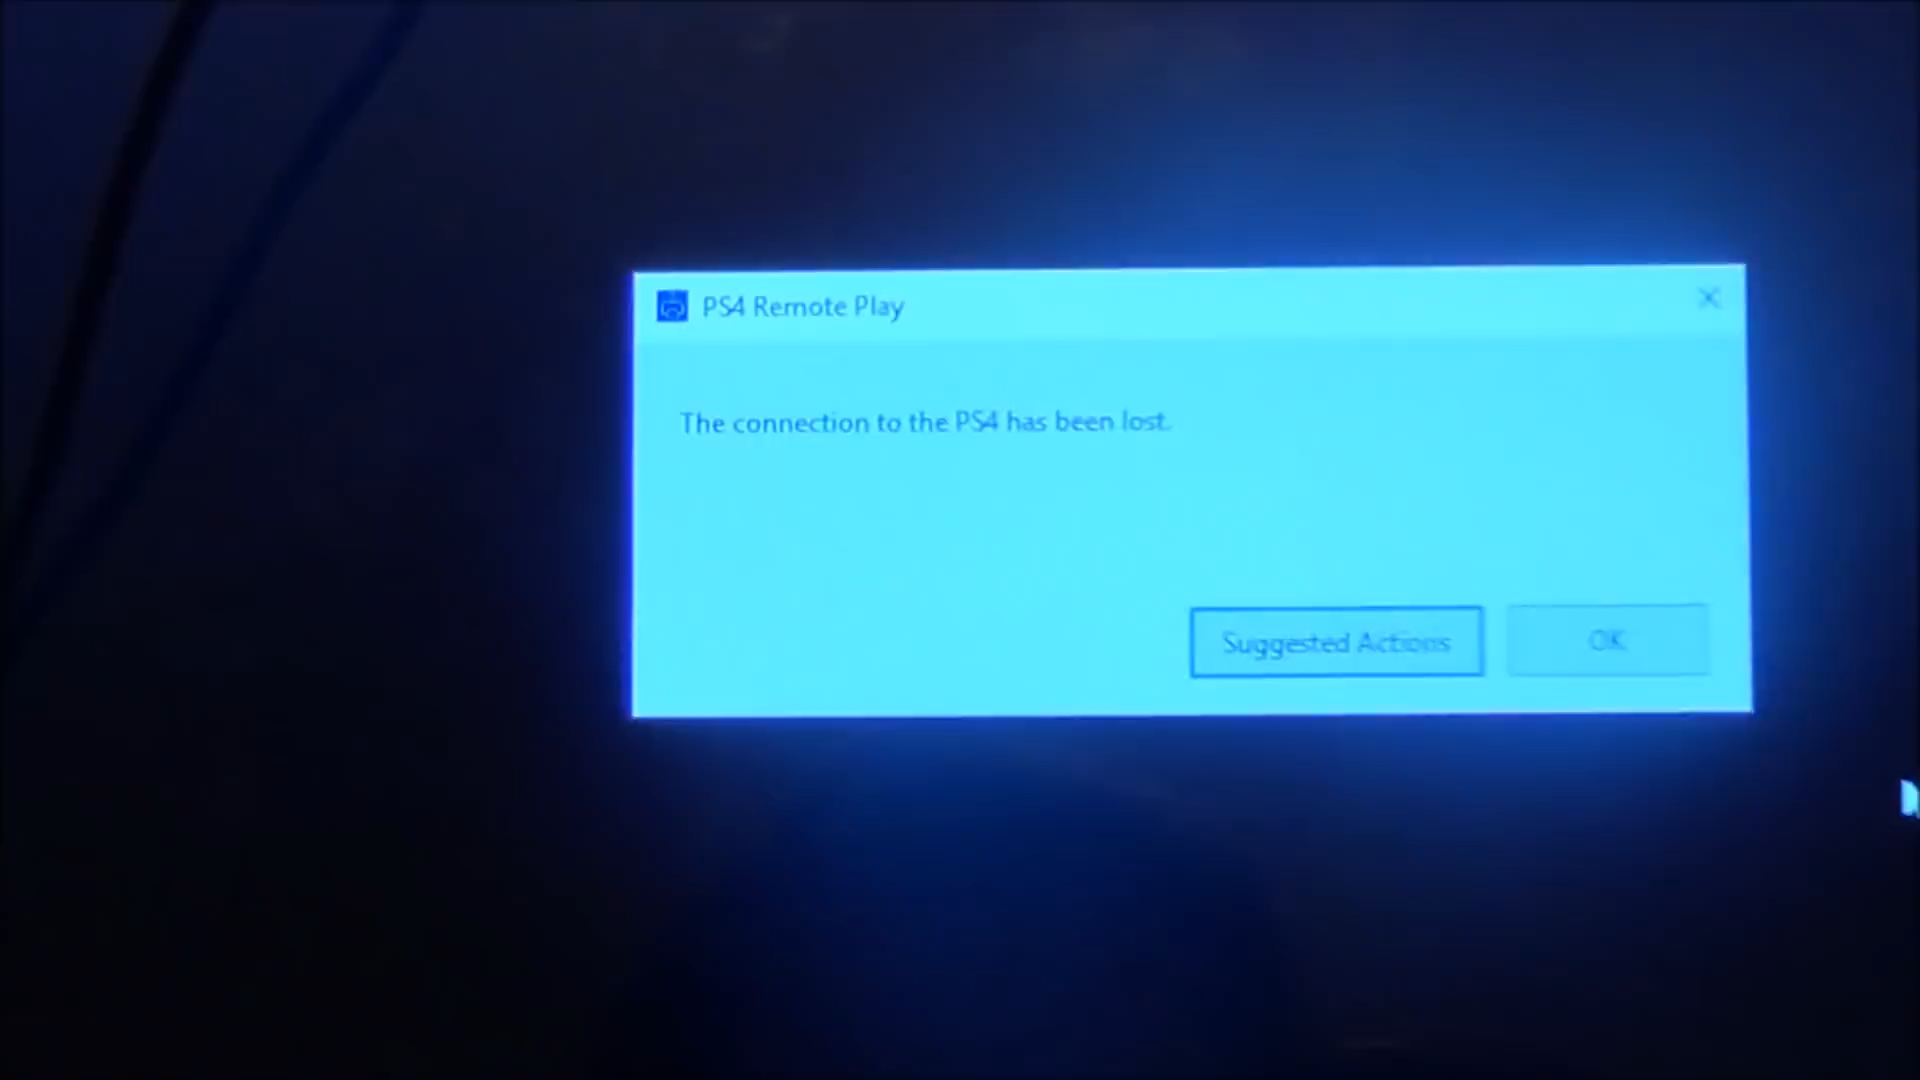 PS4 Remote Play
The connection to the PS4 has been lost.
Suggested Actions
OK